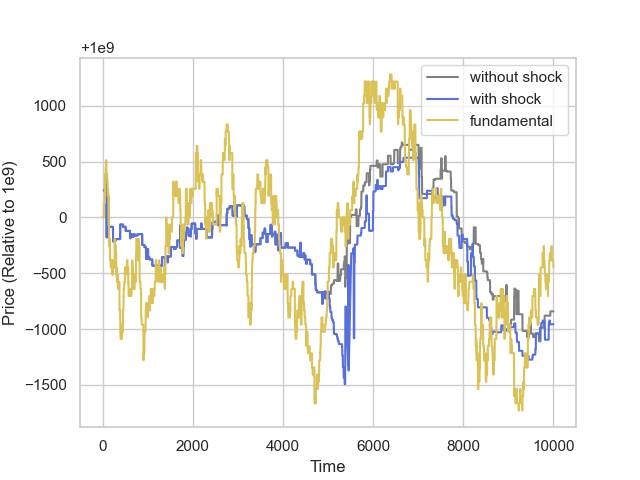 +1e9
without shock
with shock
fundamental
1000
500
0
−500
−1000
−1500
Price (Relative to 1e9)
0
2000
4000
6000
8000
10000
Time